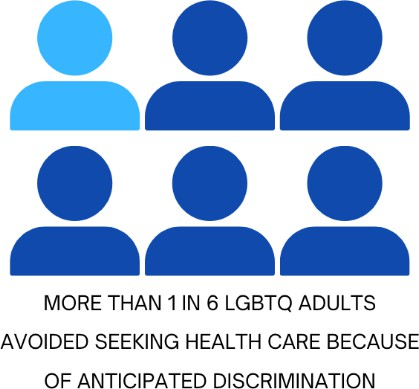 MORE THAN 1 IN 6 LGBTQ ADULTS
AVOIDED SEEKING HEALTH CARE BECAUSE
OF ANTICIPATED DISCRIMINATION